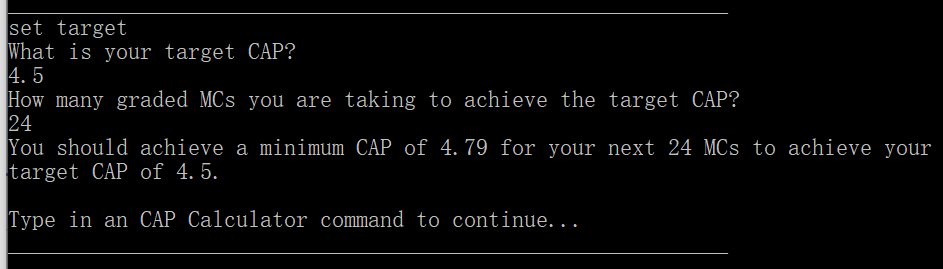 set target
What is your target CAP?
4.5
How many graded MCs you are taking to achieve the target CAP?
24
You should achieve a minimum CAP of 4.79 for your next 24 MCs to achieve your
target CAP of 4.5.
Type in an CAP Calculator command to continue...